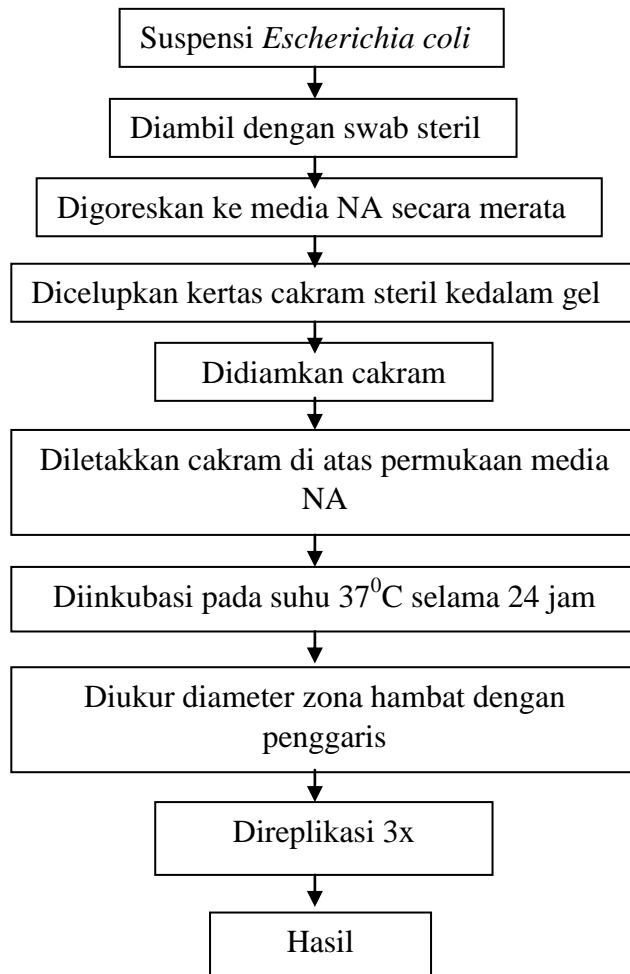 Suspensi Escherichia coli
Diambil dengan swab steril
Digoreskan ke media NA secara merata
Dicelupkan kertas cakram steril kedalam gel
Didiamkan cakram
Diletakkan cakram di atas permukaan media
NA
Diinkubasi pada suhu 37⁰C selama 24 jam
Diukur diameter zona hambat dengan
penggaris
Direplikasi 3x
Hasil